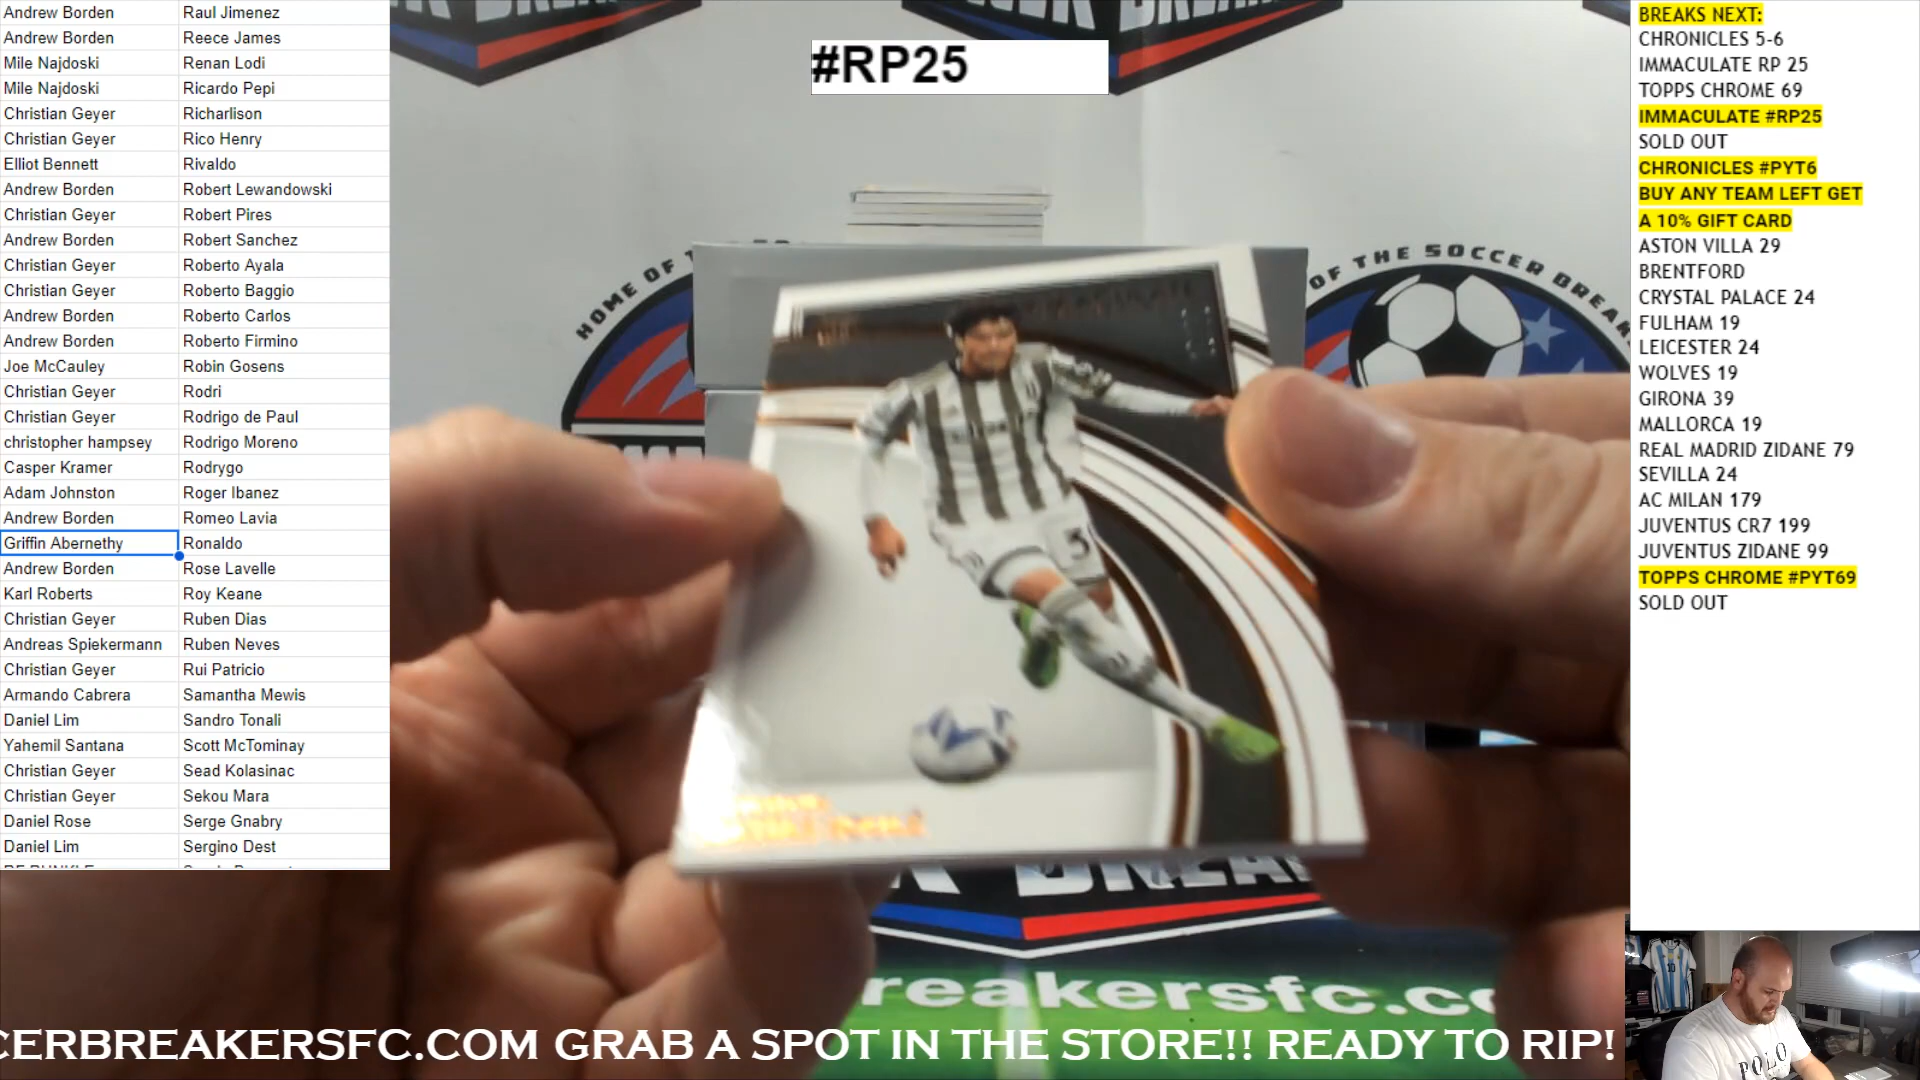 Andrew Borden Raul Jimenez
Andrew Borden Reece James
Mile Najdoski Renan Lodi
Mile Najdoski Ricardo Pepi
Christian Geyer Richarlison
Christian Geyer Rico Henry
Elliot Bennett Rivaldo
Andrew Borden Robert Lewandowski
Christian Geyer Robert Pires
Andrew Borden Robert Sanchez
Christian Geyer Roberto Ayala
Christian Geyer Roberto Baggio
Andrew Borden Roberto Carlos
Andrew Borden Roberto Firmino
Joe McCauley Robin Gosens
Christian Geyer Rodri
Christian Geyer Rodrigo de Paul
christopher hampsey Rodrigo Moreno
Casper Kramer Rodrygo
Adam Johnston Roger Ibanez
Andrew Borden Romeo Lavia
Griffin Abernethy Ronaldo
Andrew Borden Rose Lavelle
Karl Roberts Roy Keane
Christian Geyer Ruben Dias
Andreas Spiekermann Ruben Neves
Christian Geyer Rui Patricio
Armando Cabrera Samantha Mewis
Daniel Lim Sandro Tonali
Yahemil Santana Scott McTominay
Christian Geyer Sead Kolasinac
Christian Geyer Sekou Mara
Daniel Rose Serge Gnabry
Daniel Lim Sergino Dest
#RP25
HOME OF
OF THE SOCCER BREA
3
reakersfc.c
CERBREAKERSFC.COM GRAB A SPOT IN THE STORE!! READY TO RIP!
BREAKS NEXT:
CHRONICLES 5-6
IMMACULATE RP 25
TOPPS CHROME 69
IMMACULATE #RP25
SOLD OUT
CHRONICLES #PYT6
BUY ANY TEAM LEFT GET
A 10% GIFT CARD
ASTON VILLA 29
BRENTFORD
CRYSTAL PALACE 24
FULHAM 19
LEICESTER 24
WOLVES 19
GIRONA 39
MALLORCA 19
REAL MADRID ZIDANE 79
SEVILLA 24
AC MILAN 179
JUVENTUS CR7 199
JUVENTUS ZIDANE 99
TOPPS CHROME #PYT69
SOLD OUT
10
POLO